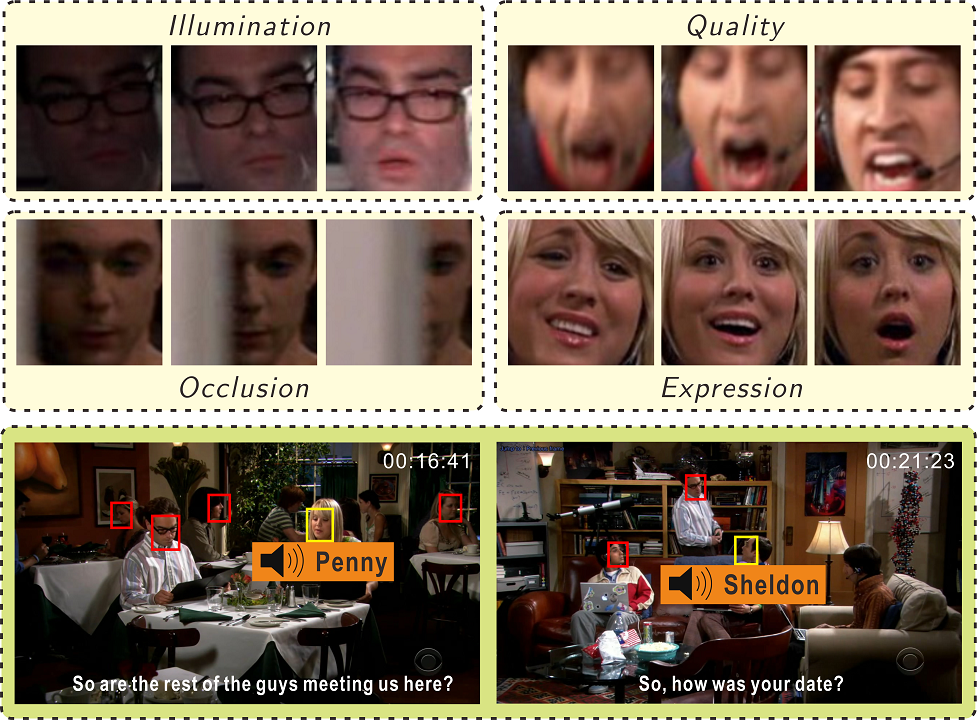 Illumination
Quality
Occlusion
Expression
00:16:41
Penny
So are the rest of the guys meeting us here?
00:21:23
Sheldon
So, how was your date?